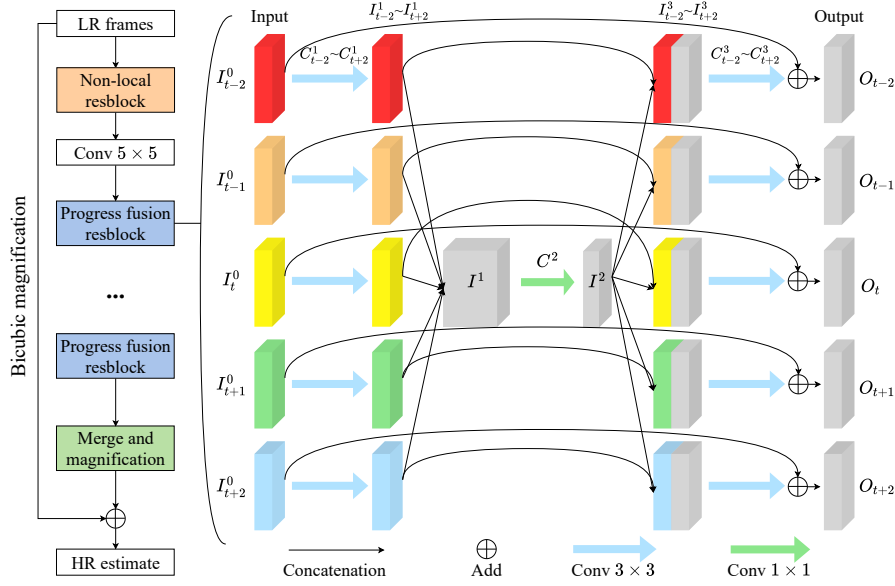 LR frames
Non-local
resblock
Conv 5 × 5
Progress fusion
resblock
...
Progress fusion
resblock
Merge and
magnification
HR estimate
Bicubic magnification
Input
I^1_{t-2}~I^1_{t+2}
I^3_{t-2}~I^3_{t+2}
Output
I^0_{t-2}
C^1_{t-2}~C^1_{t+2}
C^3_{t-2}~C^3_{t+2}
O_{t-2}
I^0_{t-1}
O_{t-1}
I^0_t
I^1
C^2
I^2
O_t
I^0_{t+1}
O_{t+1}
I^0_{t+2}
O_{t+2}
Concatenation
Add
Conv 3 × 3
Conv 1 × 1